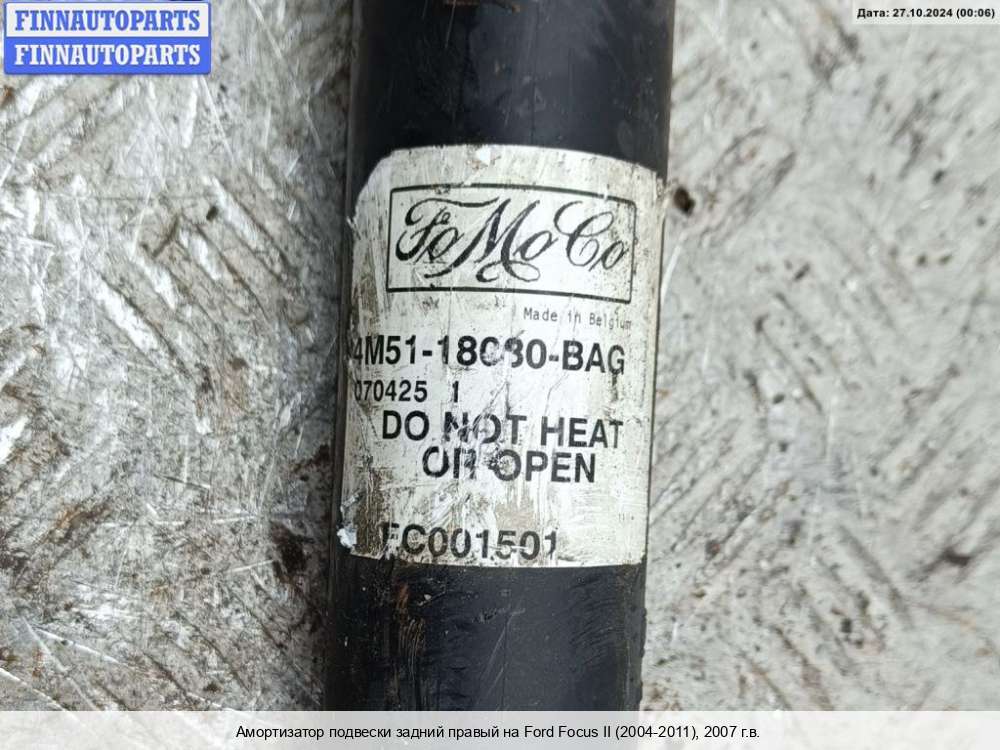 FINNAUTOPARTS
FINNAUTOPARTS
Дата: 27.10.2024 (00:06)
FoMoCo
Made in Belgium
4M51-18080-BAG
070425 1
DO NOT HEAT
OR OPEN
FC001501
Амортизатор подвески задний правый на Ford Focus II (2004-2011), 2007 г.в.